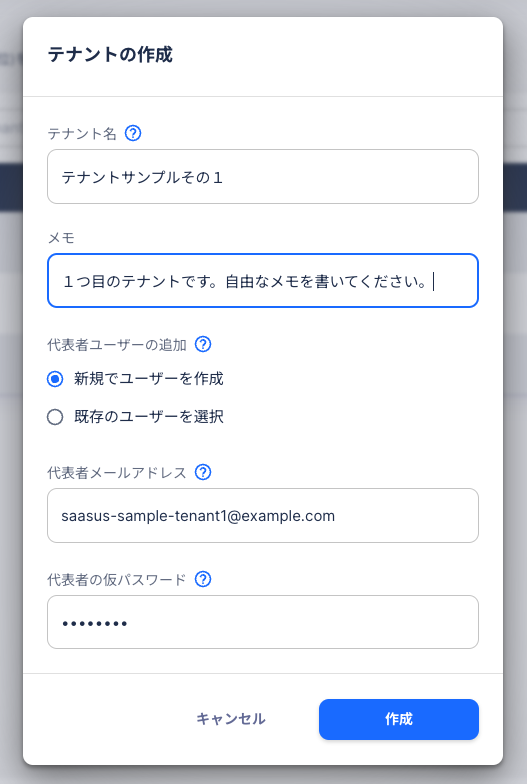 テナントの作成
テナント名
テナントサンプルその１
メモ
１つ目のテナントです。自由なメモを書いてください。
代表者ユーザーの追加
新規でユーザーを作成
既存のユーザーを選択
代表者メールアドレス
saasus-sample-tenant1@example.com
代表者の仮パスワード
••••••••
キャンセル
作成